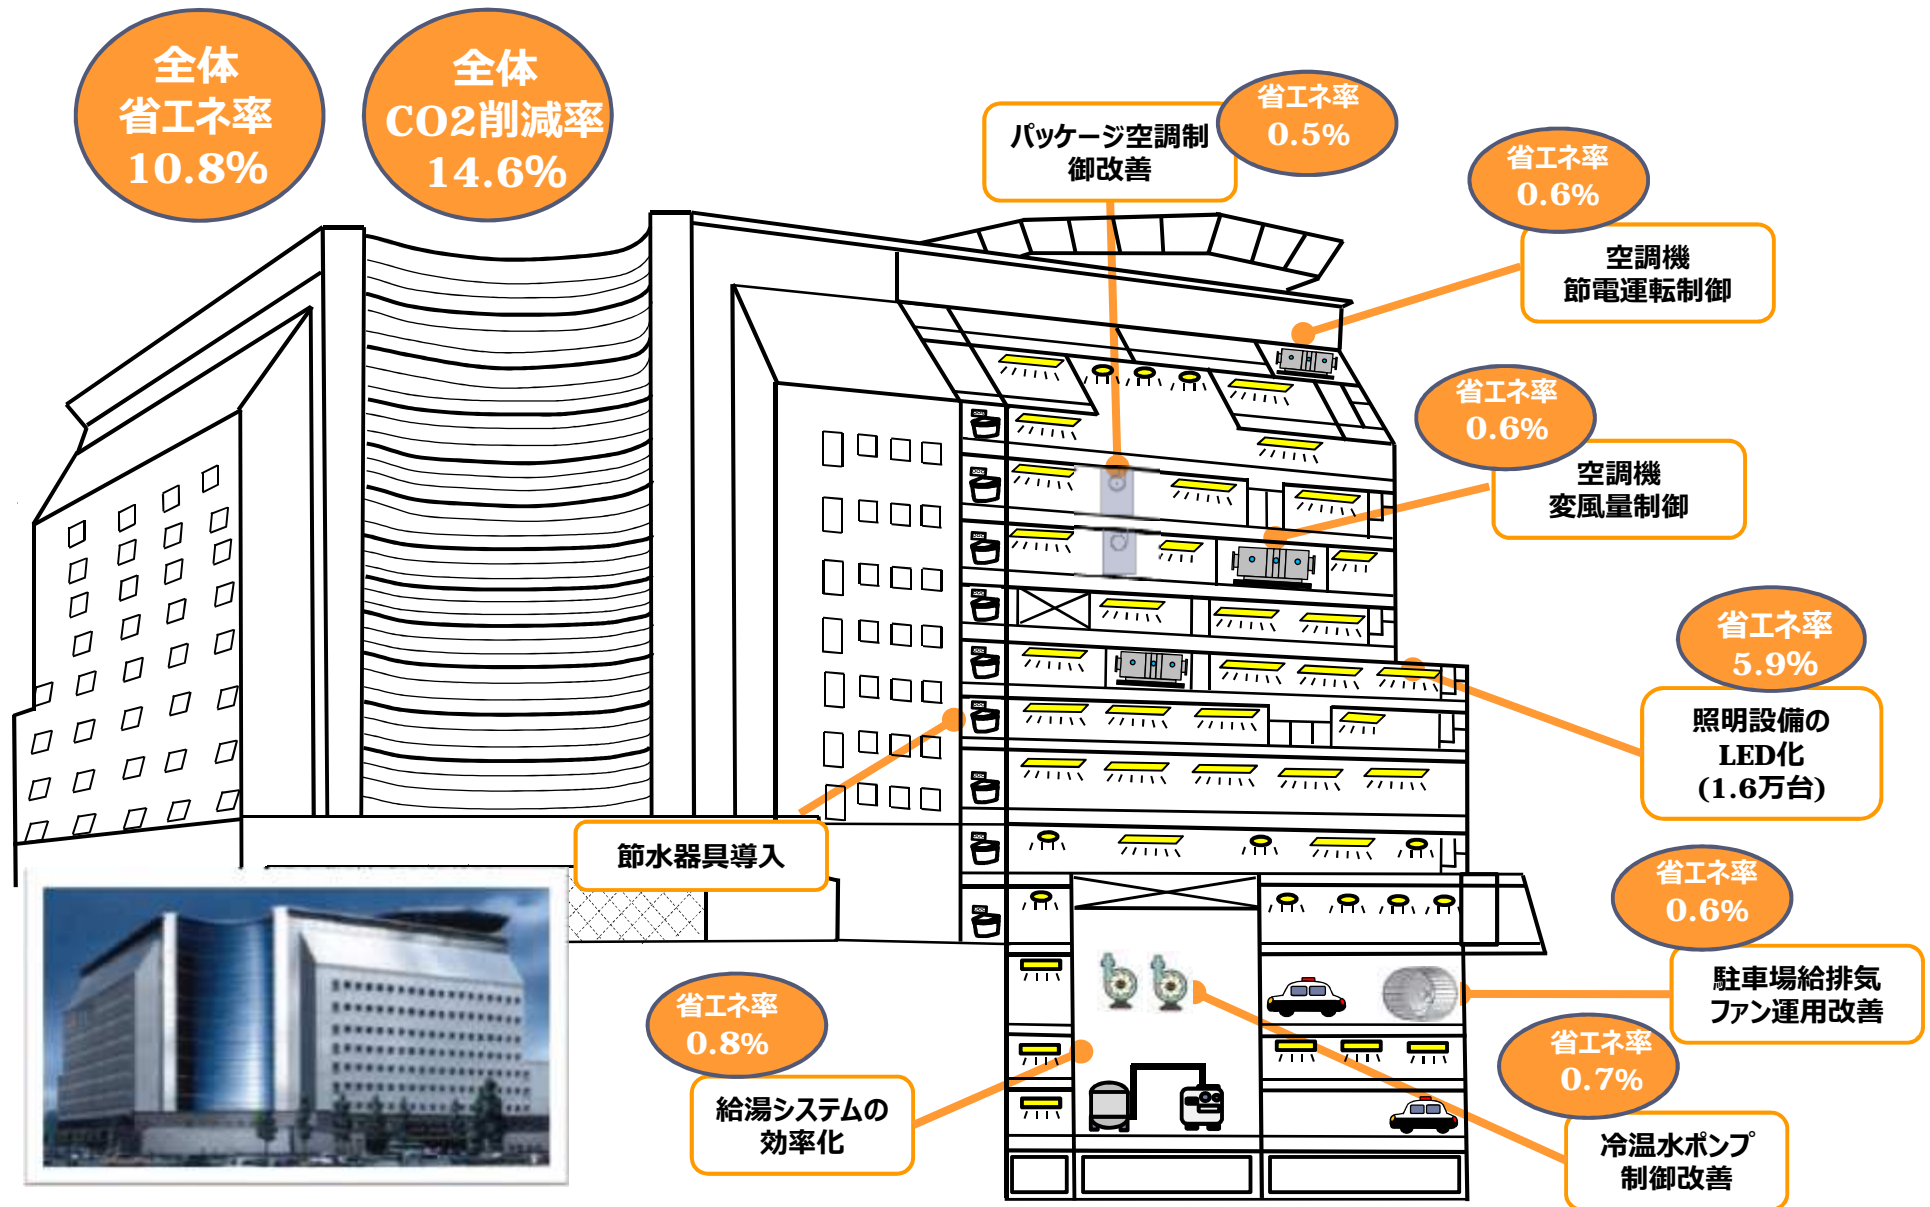 全体
省エネ率
10.8%
全体
CO2削減率
14.6%
パッケージ空調制
御改善
省エネ率
0.5%
省エネ率
0.6%
空調機
節電運転制御
省エネ率
0.6%
空調機
変風量制御
省エネ率
5.9%
照明設備の
LED化
(1.6万台)
節水器具導入
省エネ率
0.6%
駐車場給排気
ファン運用改善
省エネ率
0.8%
給湯システムの
効率化
省エネ率
0.7%
冷温水ポンプ
制御改善